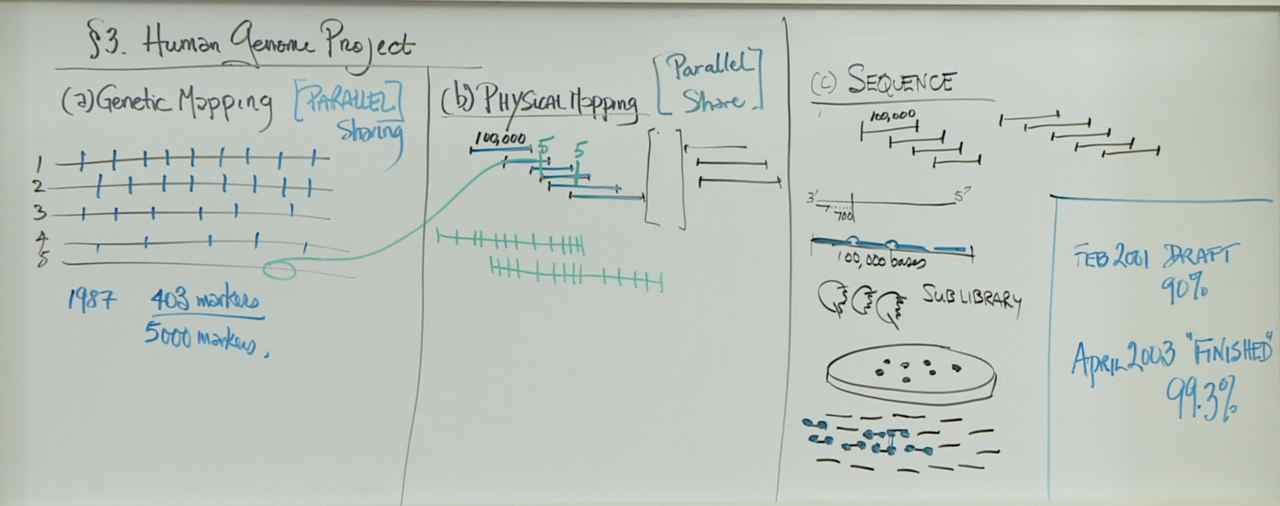 §3. Human Genome Project
(a) Genetic Mapping
[PARALLEL]
Sharing
1
2
3
4
5
1987
403 markers
5000 markers.
(b) PHYSICAL Mapping
[Parallel]
Share.
100,000
5 5
(c) SEQUENCE
100,000
3' 5'
700
100,000 bases
SUBLIBRARY
FEB 2001 DRAFT
90%
APRIL 2003 "FINISHED"
99.3%